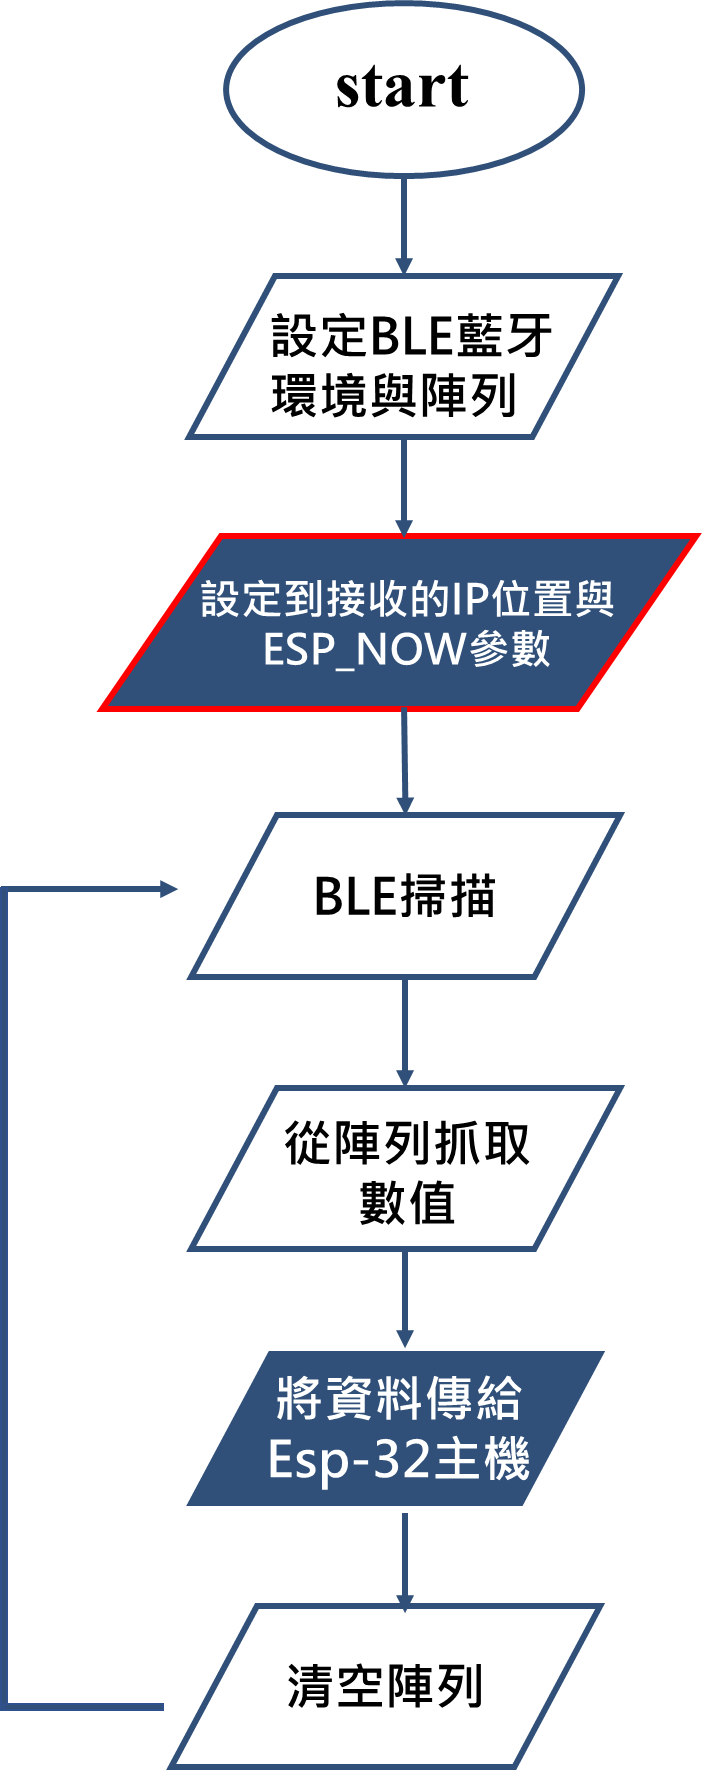 start
設定BLE藍牙
環境與陣列
設定到接收的IP位置與
ESP_NOW參數
BLE掃描
從陣列抓取
數值
將資料傳給
Esp-32主機
清空陣列